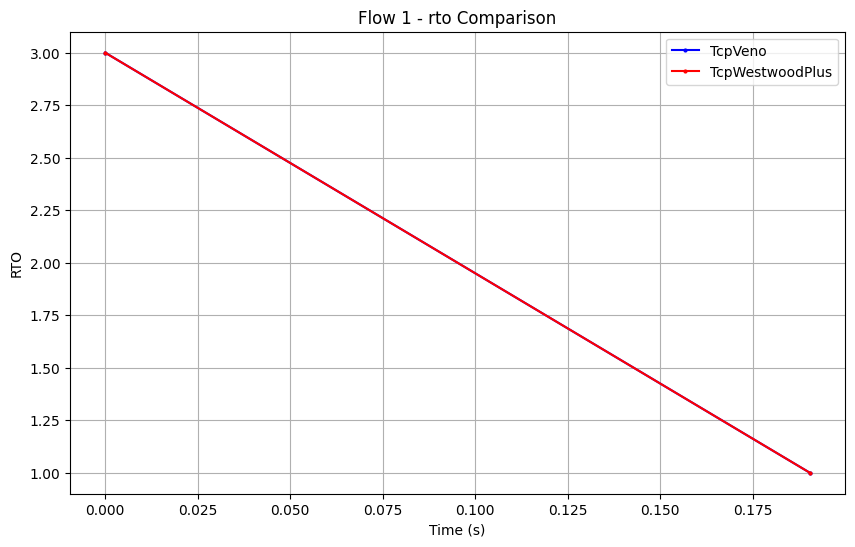 Flow 1 - rto Comparison
TcpVeno
TcpWestwoodPlus
RTO
3.00
2.75
2.50
2.25
2.00
1.75
1.50
1.25
1.00
0.000 0.025 0.050 0.075 0.100 0.125 0.150 0.175
Time (s)